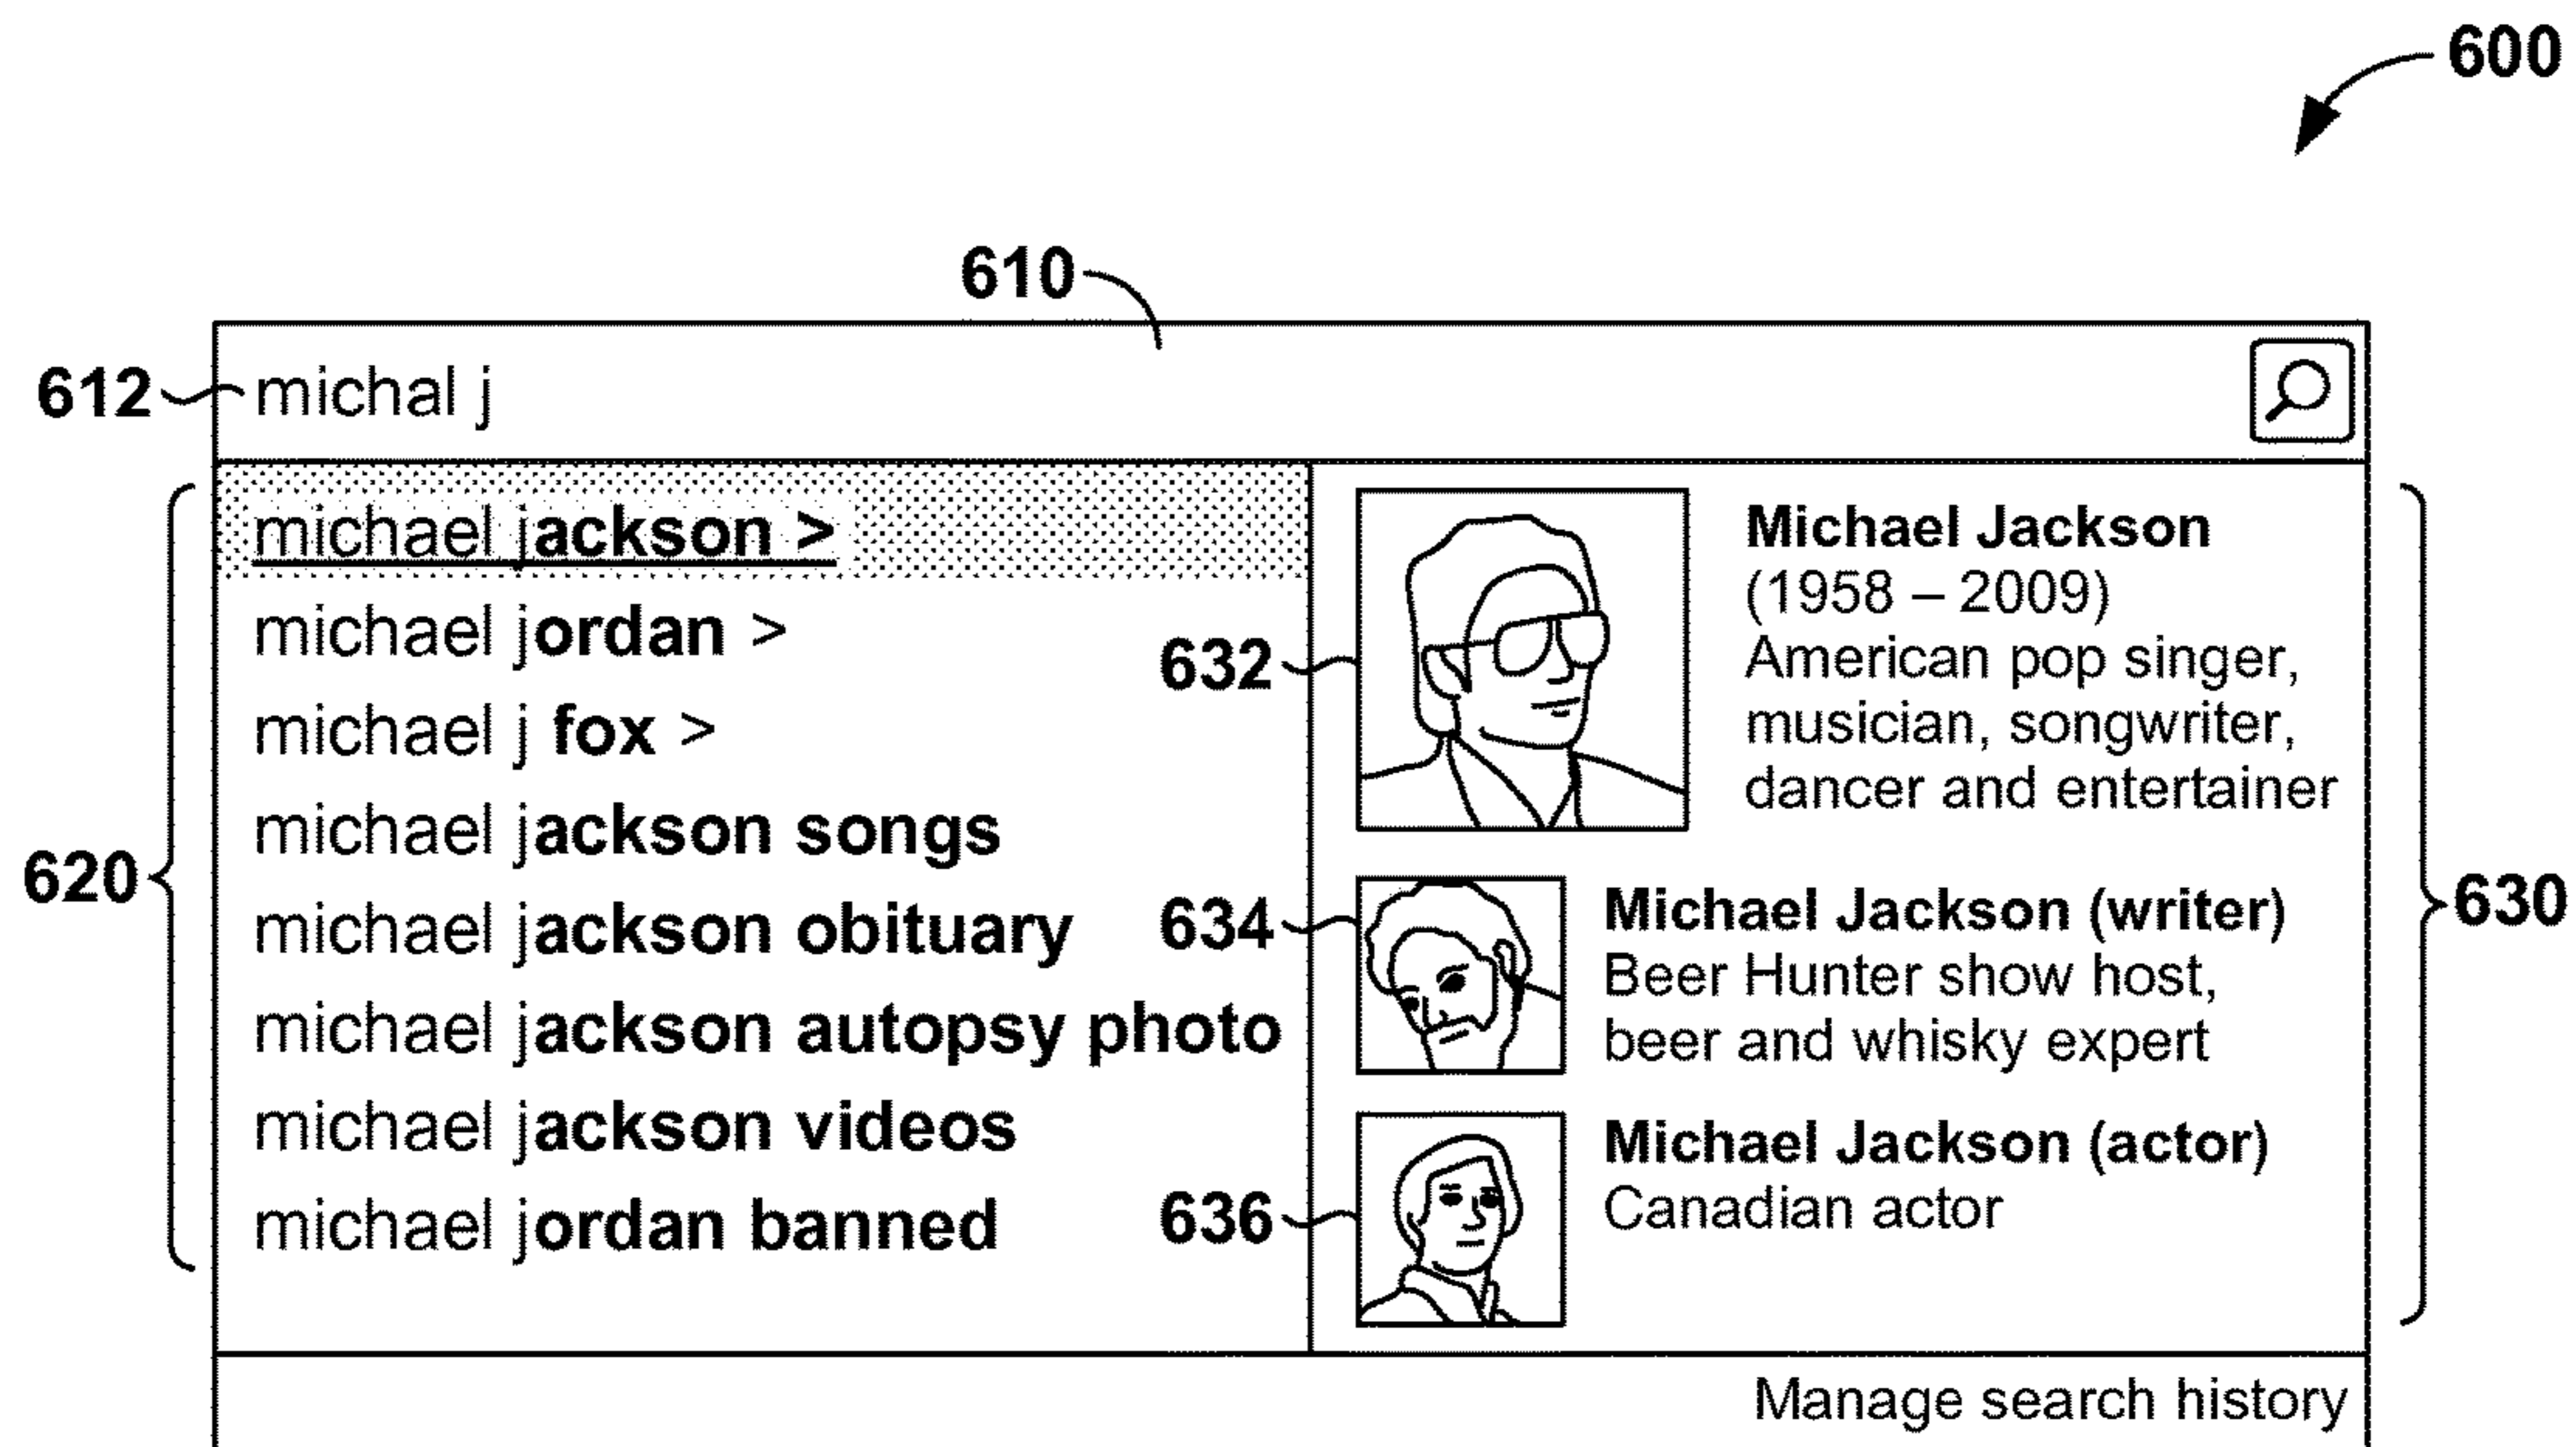 600
610
612
michal j
620
michael jackson >
michael jordan >
michael j fox >
michael jackson songs
michael jackson obituary
michael jackson autopsy photo
michael jackson videos
michael jordan banned
630
632
Michael Jackson
(1958 – 2009)
American pop singer,
musician, songwriter,
dancer and entertainer
634
Michael Jackson (writer)
Beer Hunter show host,
beer and whisky expert
636
Michael Jackson (actor)
Canadian actor
Manage search history